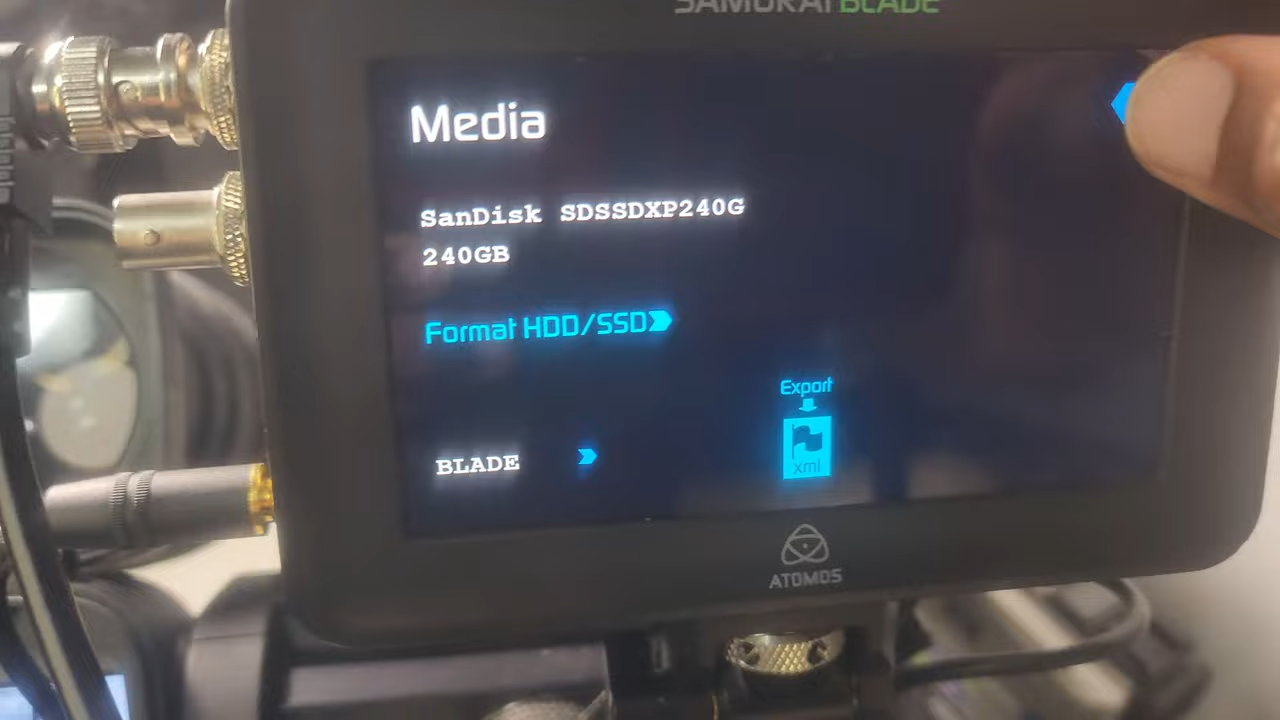 SAMURAI BLADE
Media
SanDisk SDSSDXP240G
240GB
Format HDD/SSD
Export
xml
BLADE
ATOMOS